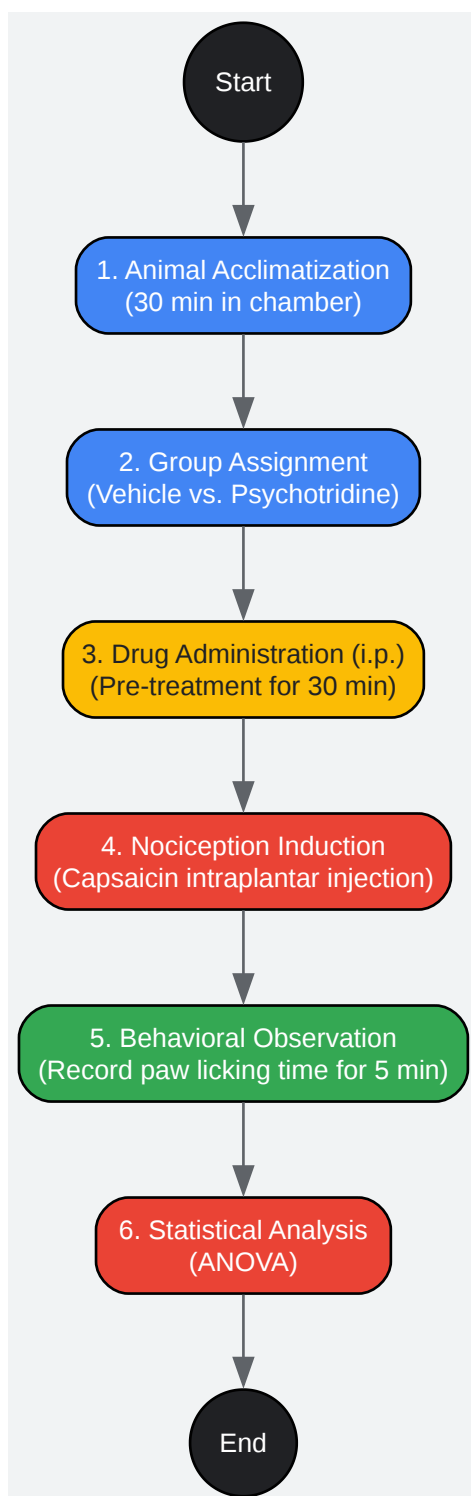 Start
1. Animal Acclimatization
(30 min in chamber)
2. Group Assignment
(Vehicle vs. Psychotridine)
3. Drug Administration (i.p.)
(Pre-treatment for 30 min)
4. Nociception Induction
(Capsaicin intraplantar injection)
5. Behavioral Observation
(Record paw licking time for 5 min)
6. Statistical Analysis
(ANOVA)
End